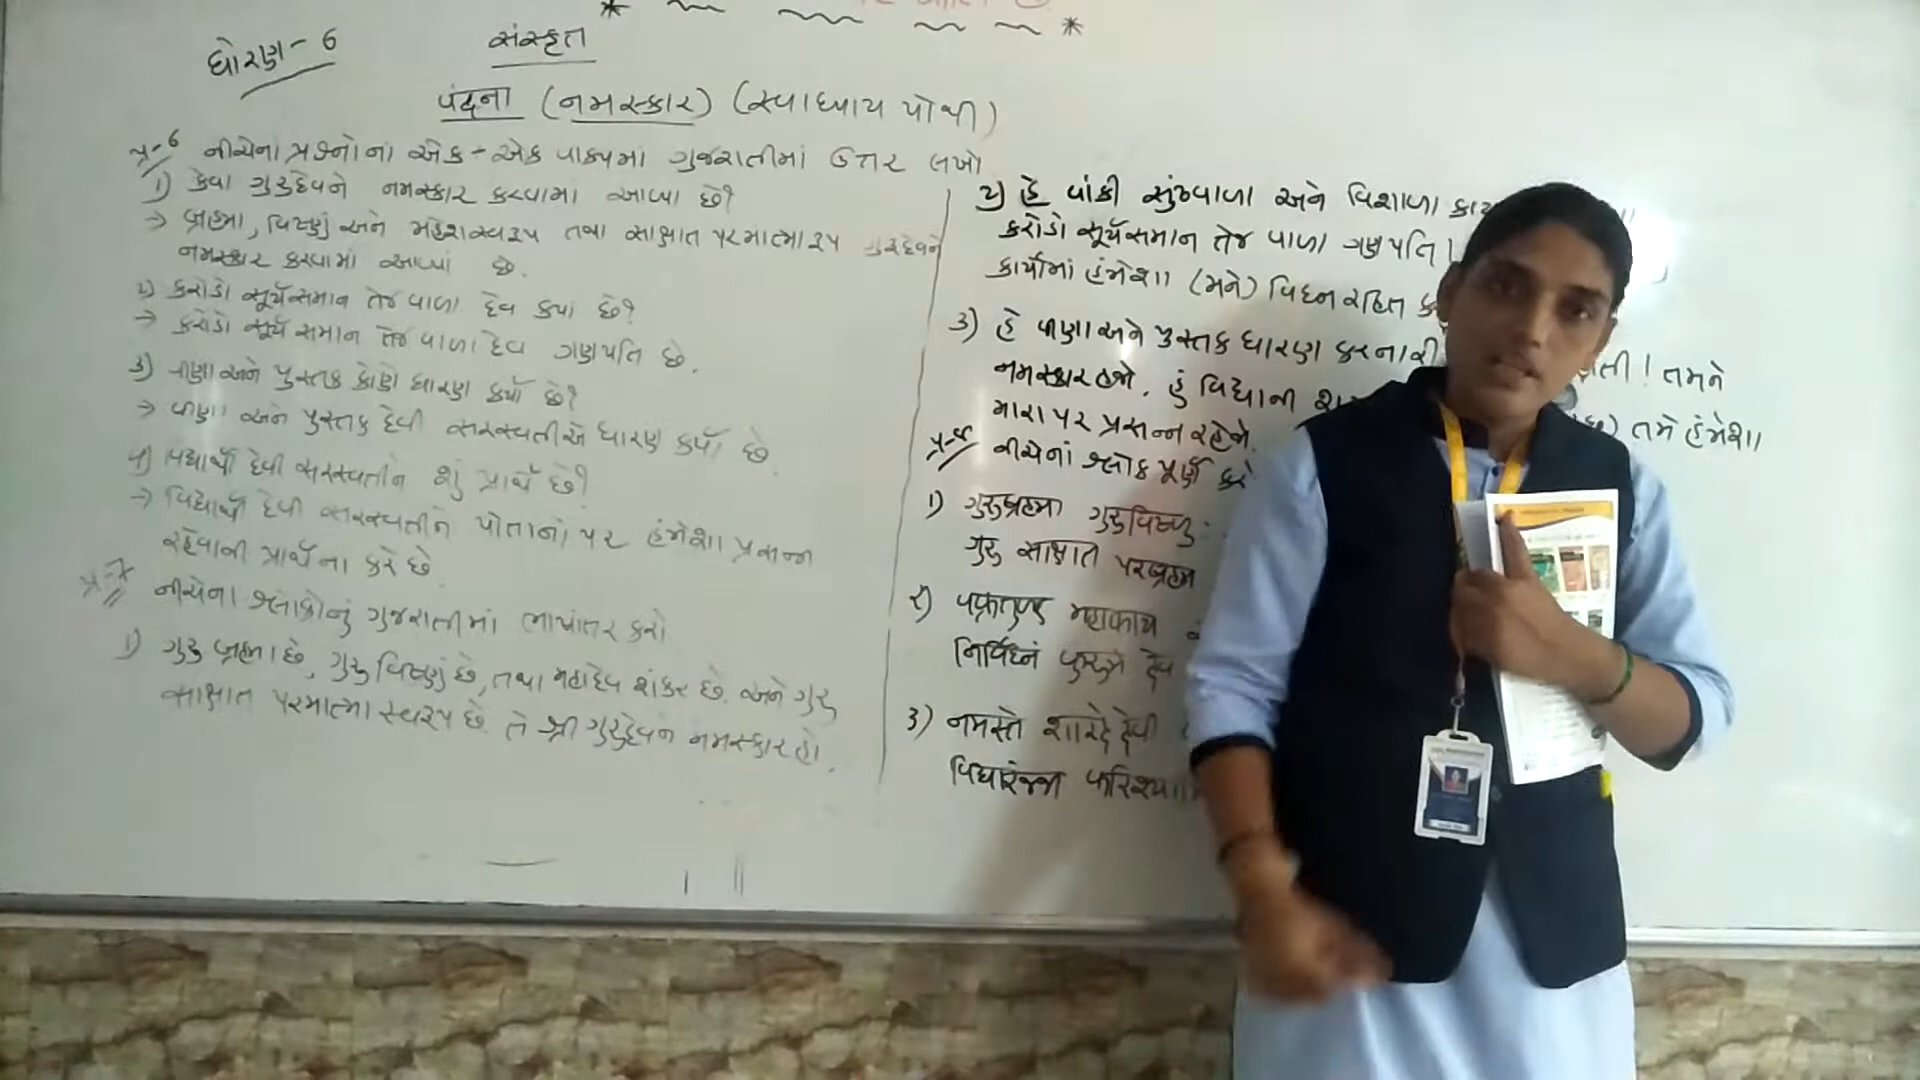 ધોરણ - 6
સંસ્કૃત
વંદના (નમસ્કાર) (સ્વાધ્યાય પોથી)
પ્ર-6 નીચેના પ્રશ્નોના એક - એક વાક્યમાં ગુજરાતીમાં ઉત્તર લખો
1) કેવા ગુરુદેવને નમસ્કાર કરવામાં આવ્યા છે?
→ બ્રહ્મા, વિષ્ણું અને મહેશસ્વરૂપ તથા સાક્ષાત પરમાત્મારૂપ ગુરુદેવને
નમસ્કાર કરવામાં આવ્યાં છે.
2) કરોડો સૂર્યસમાન તેજ વાળા દેવ કયા છે?
→ કરોડો સૂર્ય સમાન તેજ વાળા દેવ ગણપતિ છે.
3) વીણા અને પુસ્તક કોણે ધારણ કર્યાં છે?
→ વીણા અને પુસ્તક દેવી સરસ્વતીએ ધારણ કર્યાં છે.
4) વિદ્યાર્થી દેવી સરસ્વતીને શું પ્રાર્થે છે?
→ વિદ્યાર્થી દેવી સરસ્વતીને પોતાના પર હંમેશા પ્રસન્ન
રહેવાની પ્રાર્થના કરે છે.
પ્ર-7 નીચેના શ્લોકોનું ગુજરાતીમાં ભાષાંતર કરો
1) ગુરુ બ્રહ્મા છે, ગુરુ વિષ્ણું છે, તથા મહાદેવ શંકર છે. અને ગુરુ
સાક્ષાત પરમાત્મા સ્વરૂપ છે. તે શ્રી ગુરુદેવને નમસ્કાર હો.
2) હે વાંકી સુંઢવાળા અને વિશાળ
કરોડો સૂર્યસમાન તેજ વાળા ગણપતિ !
કાર્યોમાં હંમેશા (મને) વિઘ્ન રહિત
3) હે વીણા અને પુસ્તક ધારણ કરનારી તમને
નમસ્કાર હજો. હું વિદ્યાની તમે હંમેશા
મારા પર પ્રસન્ન રહેજો.
પ્ર-8 નીચેનાં શ્લોક પૂર્ણ કરો
1) ગુરુબ્રહ્મા ગુરુવિષ્ણુ:
ગુરુ સાક્ષાત પરબ્રહ્મ
2) વક્રતુણ્ડ મહાકાય
નિર્વિઘ્નં કુરુમે દેવ
3) નમસ્તે શારદે દેવી
વિદ્યારંભ કરિશ્યા